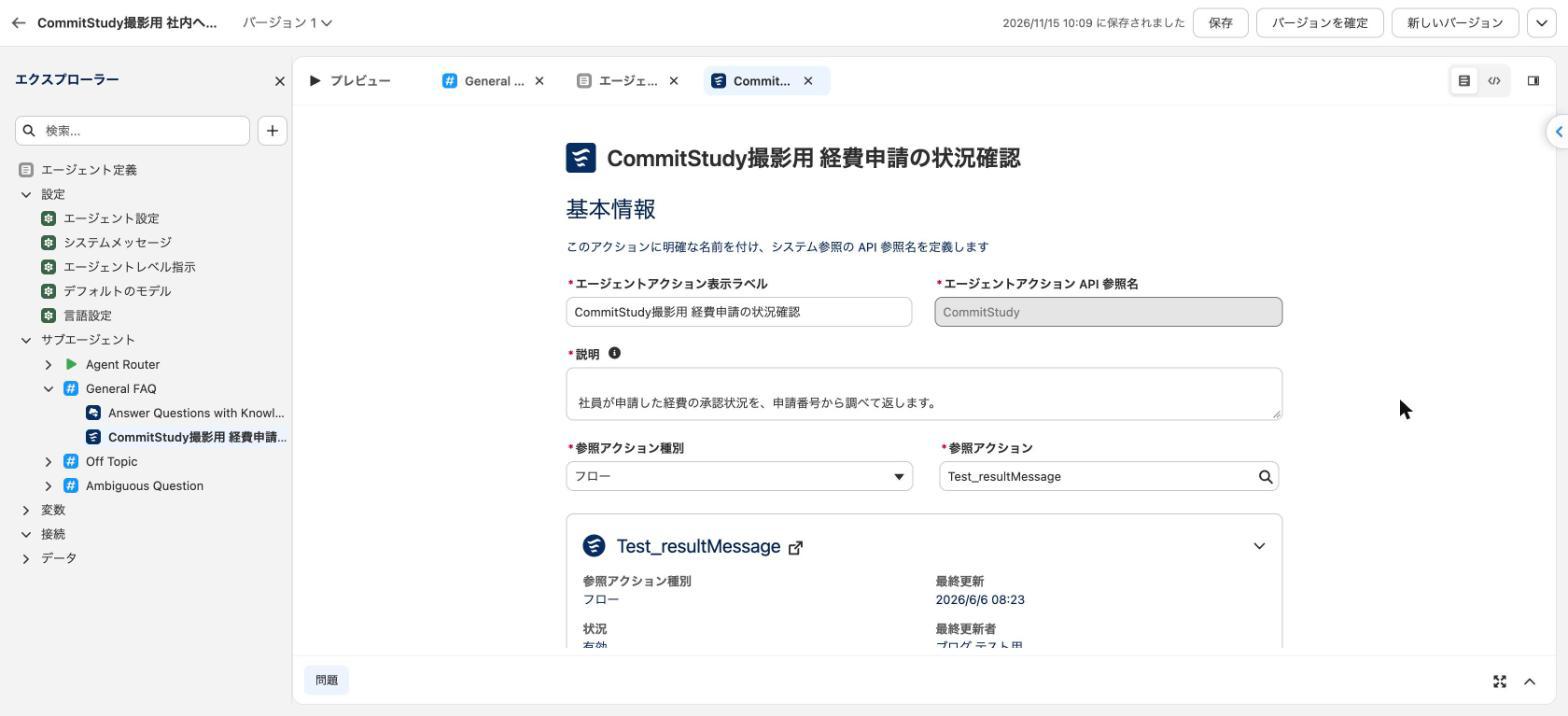 CommitStudy撮影用 社内ヘ...
バージョン 1
2026/11/15 10:09 に保存されました
保存
バージョンを確定
新しいバージョン
エクスプローラー
検索...
エージェント定義
設定
エージェント設定
システムメッセージ
エージェントレベル指示
デフォルトのモデル
言語設定
サブエージェント
Agent Router
General FAQ
Answer Questions with Knowl...
CommitStudy撮影用 経費申請...
Off Topic
Ambiguous Question
変数
接続
データ
プレビュー
General ...
エージェ...
Commit...
CommitStudy撮影用 経費申請の状況確認
基本情報
このアクションに明確な名前を付け、システム参照の API 参照名を定義します
*エージェントアクション表示ラベル
*エージェントアクション API 参照名
CommitStudy撮影用 経費申請の状況確認
CommitStudy
*説明
社員が申請した経費の承認状況を、申請番号から調べて返します。
*参照アクション種別
*参照アクション
フロー
Test_resultMessage
Test_resultMessage
参照アクション種別
最終更新
フロー
2026/6/6 08:23
状況
最終更新者
有効
ブログ テスト用
問題